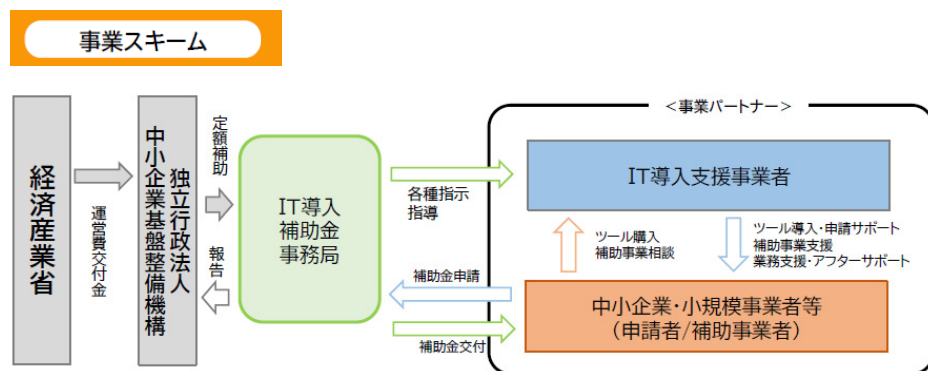 事業スキーム
経済産業省
運営費交付金
独立行政法人
中小企業基盤整備機構
定額補助
報告
IT導入
補助金
事務局
各種指示
指導
補助金申請
補助金交付
<事業パートナー>
IT導入支援事業者
ツール購入
補助事業相談
ツール導入・申請サポート
補助事業支援
業務支援・アフターサポート
中小企業・小規模事業者等
(申請者/補助事業者)